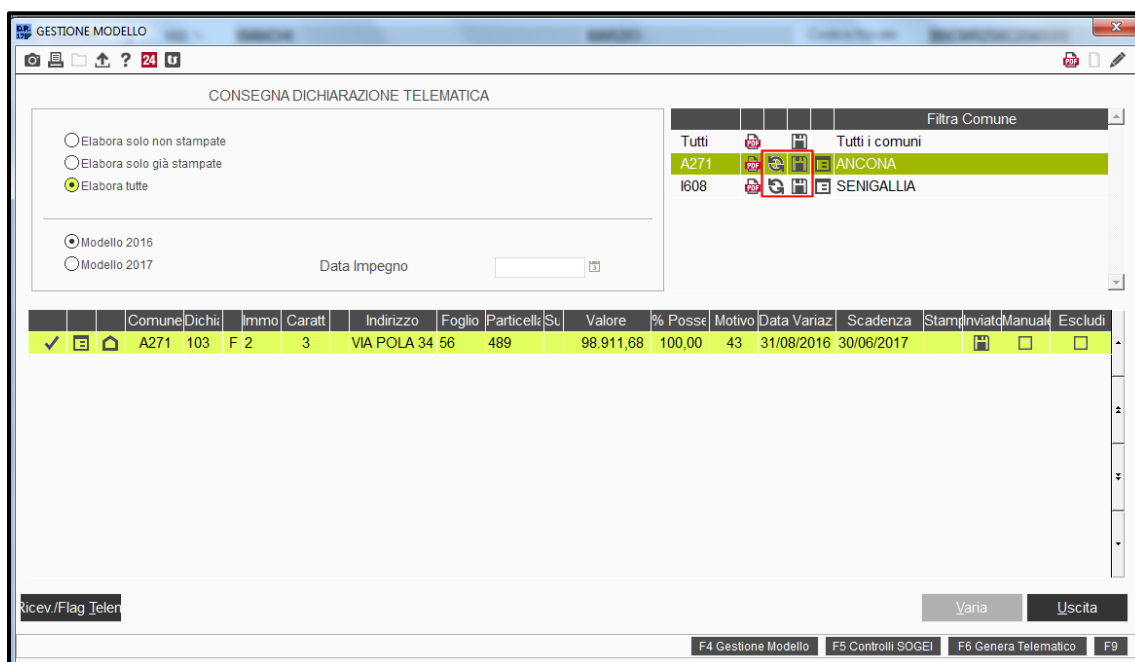 GESTIONE MODELLO
? 24
CONSEGNA DICHIARAZIONE TELEMATICA
Elabora solo non stampate
Elabora solo già stampate
Elabora tutte
Modello 2016
Modello 2017
Data Impegno
Filtra Comune
Tutti PDF Tutti i comuni
A271 PDF ANCONA
I608 PDF SENIGALLIA
Comune Dichia Immo Caratt Indirizzo Foglio Particella Su Valore % Posse Motivo Data Variaz Scadenza Stamp Inviato Manuale Escludi
A271 103 F 2 3 VIA POLA 34 56 489 98.911,68 100,00 43 31/08/2016 30/06/2017
Ricev./Flag Telem
Varia Uscita
F4 Gestione Modello F5 Controlli SOGEI F6 Genera Telematico F9